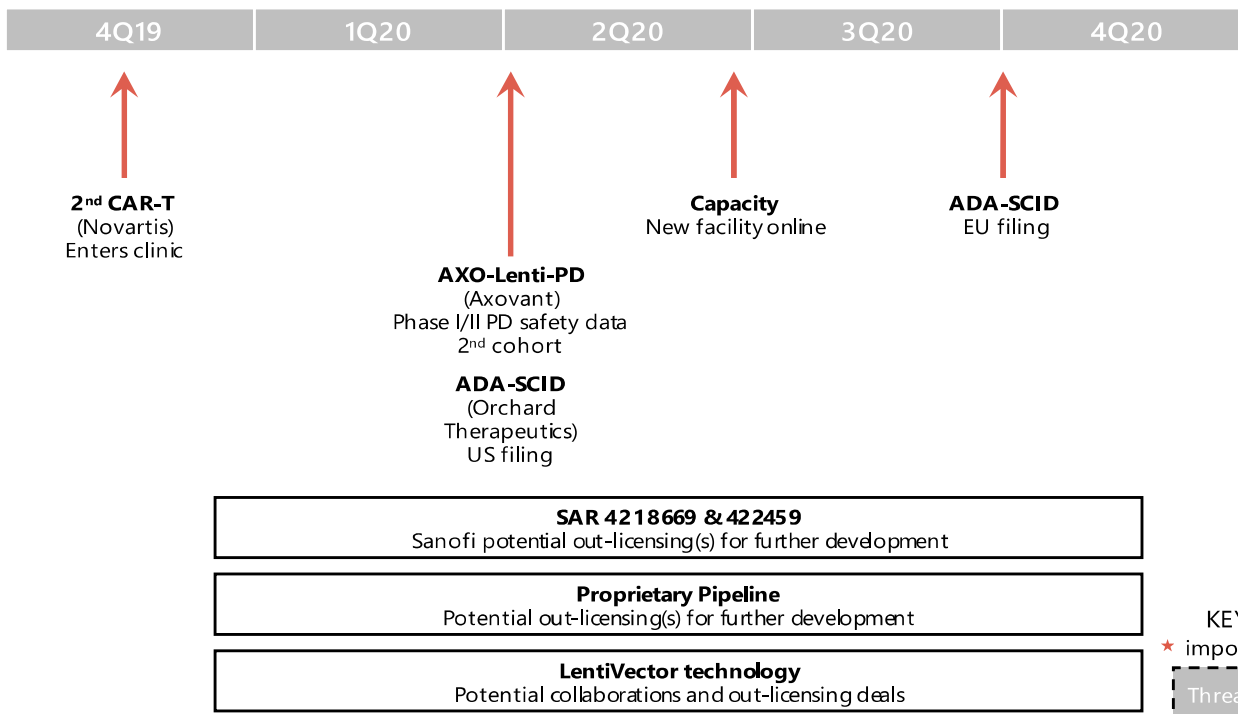 4Q19
1Q20
2Q20
3Q20
4Q20
2nd CAR-T
(Novartis)
Enters clinic
AXO-Lenti-PD
(Axovant)
Phase I/II PD safety data
2nd cohort
ADA-SCID
(Orchard
Therapeutics)
US filing
Capacity
New facility online
ADA-SCID
EU filing
SAR 4218669 & 422459
Sanofi potential out-licensing(s) for further development
Proprietary Pipeline
Potential out-licensing(s) for further development
LentiVector technology
Potential collaborations and out-licensing deals
KEY